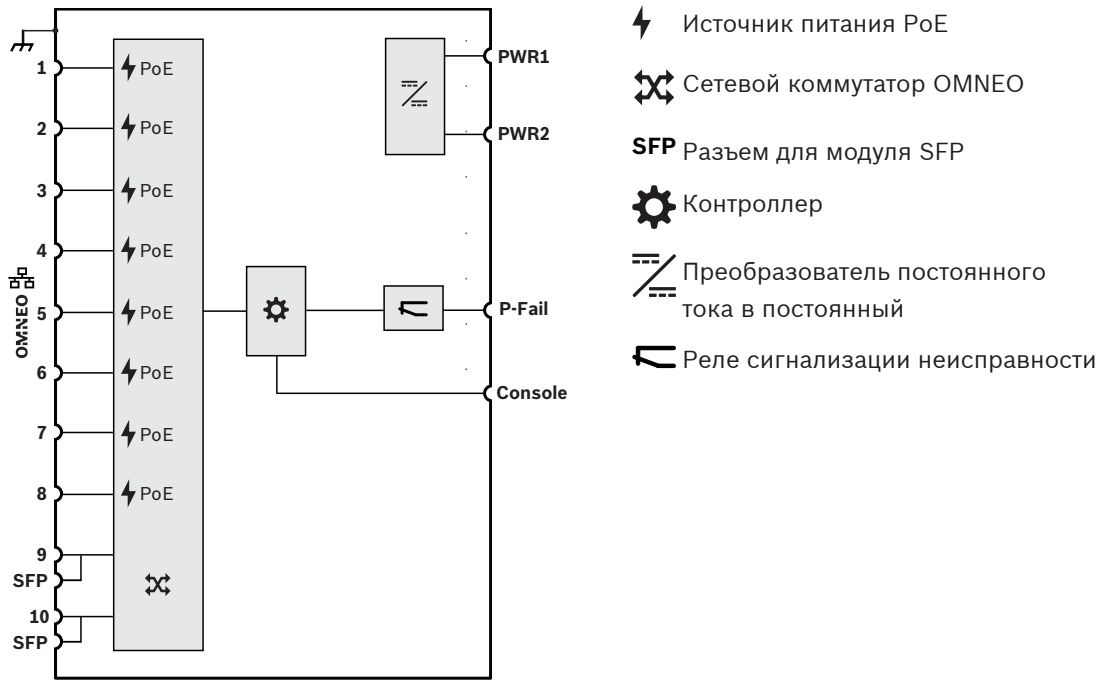 1
PoE
2
PoE
3
PoE
4
PoE
5
PoE
6
PoE
7
PoE
8
PoE
9
SFP
10
SFP
OMNEO
PWR1
PWR2
P-Fail
Console
Источник питания PoE
Сетевой коммутатор OMNEO
SFP Разъем для модуля SFP
Контроллер
Преобразователь постоянного
тока в постоянный
Реле сигнализации неисправности